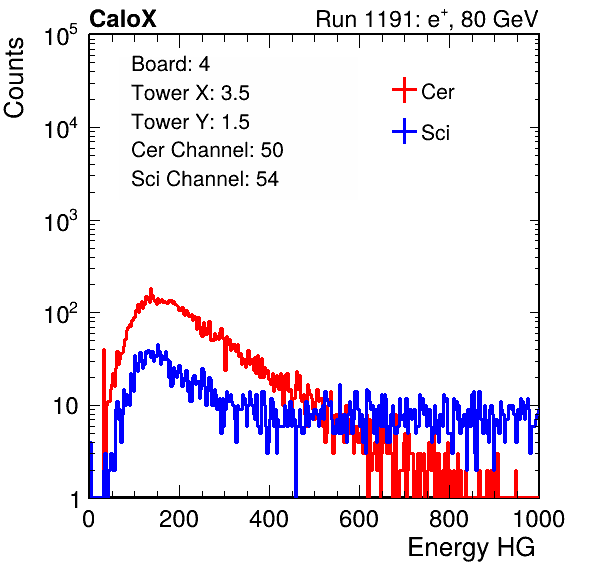 CaloX Run 1191: e⁺, 80 GeV
Counts
10⁵
10⁴
10³
10²
10
1
Board: 4
Tower X: 3.5
Tower Y: 1.5
Cer Channel: 50
Sci Channel: 54
Cer
Sci
0 200 400 600 800 1000
Energy HG